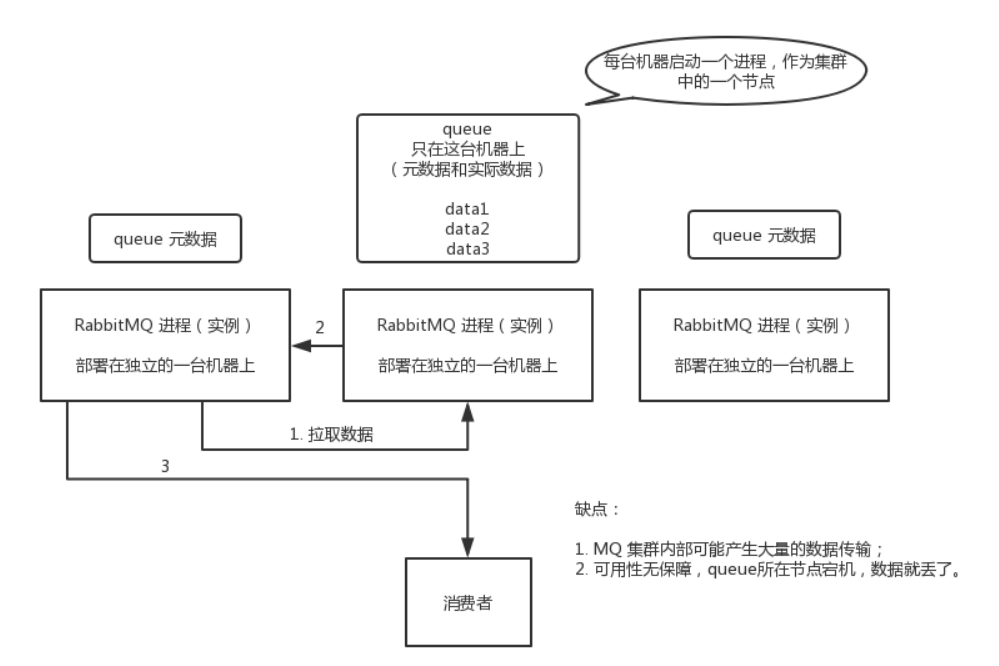 每台机器启动一个进程，作为集群
中的一个节点
queue
只在这台机器上
（元数据和实际数据）
data1
data2
data3
queue 元数据
queue 元数据
RabbitMQ 进程（实例）
部署在独立的一台机器上
2
RabbitMQ 进程（实例）
部署在独立的一台机器上
RabbitMQ 进程（实例）
部署在独立的一台机器上
1. 拉取数据
3
缺点：
1. MQ 集群内部可能产生大量的数据传输；
2. 可用性无保障，queue所在节点宕机，数据就丢了。
消费者